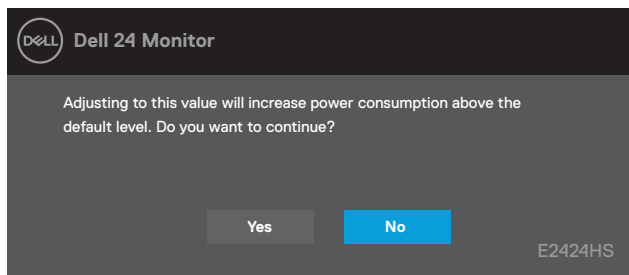 DELL Dell 24 Monitor
Adjusting to this value will increase power consumption above the
default level. Do you want to continue?
Yes No
E2424HS